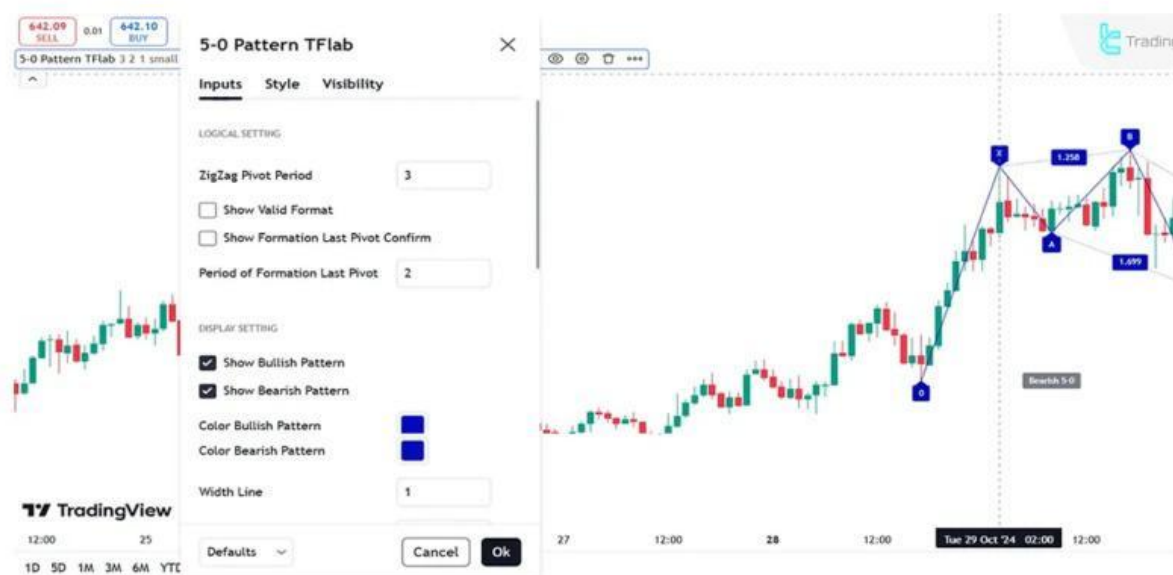 642.09
SELL
0.01
642.10
BUY
5-0 Pattern TFlab 3 2 1 small
5-0 Pattern TFlab
Inputs Style Visibility
LOGICAL SETTING
ZigZag Pivot Period 3
Show Valid Format
Show Formation Last Pivot Confirm
Period of Formation Last Pivot 2
DISPLAY SETTING
Show Bullish Pattern
Show Bearish Pattern
Color Bullish Pattern
Color Bearish Pattern
Width Line 1
Defaults Cancel Ok
Tradin
X 1.258 B
A 1.699
0 Bearish 5-0
TradingView
12:00 25 27 12:00 28 12:00 Tue 29 Oct '24 02:00 12:00
1D 5D 1M 3M 6M YTD